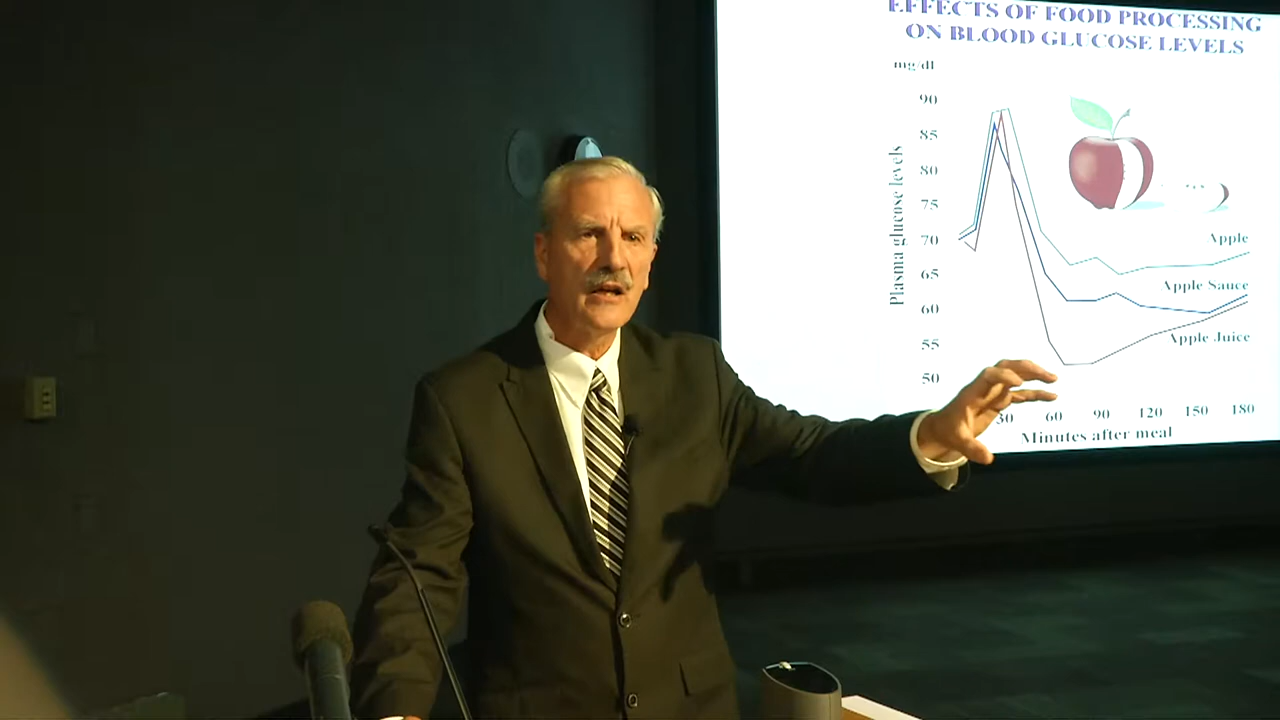 EFFECTS OF FOOD PROCESSING
ON BLOOD GLUCOSE LEVELS
mg/dl
90
85
80
75
70
65
60
55
50
Plasma glucose levels
Apple
Apple Sauce
Apple Juice
30 60 90 120 150 180
Minutes after meal